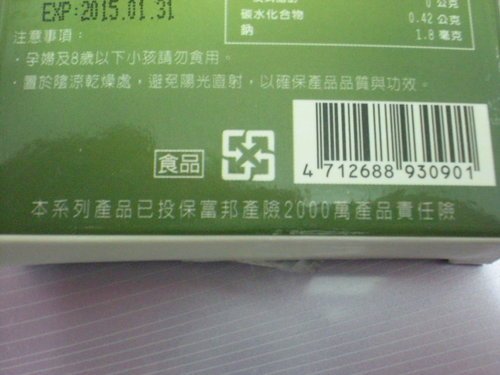 EXP:2015.01.31
0 公克
碳水化合物 0.42 公克
鈉 1.8 毫克
注意事項：
・孕婦及8歲以下小孩請勿食用。
・置於陰涼乾燥處，避免陽光直射，以確保產品品質與功效。
食品
4 712688 930901
本系列產品已投保富邦產險2000萬產品責任險